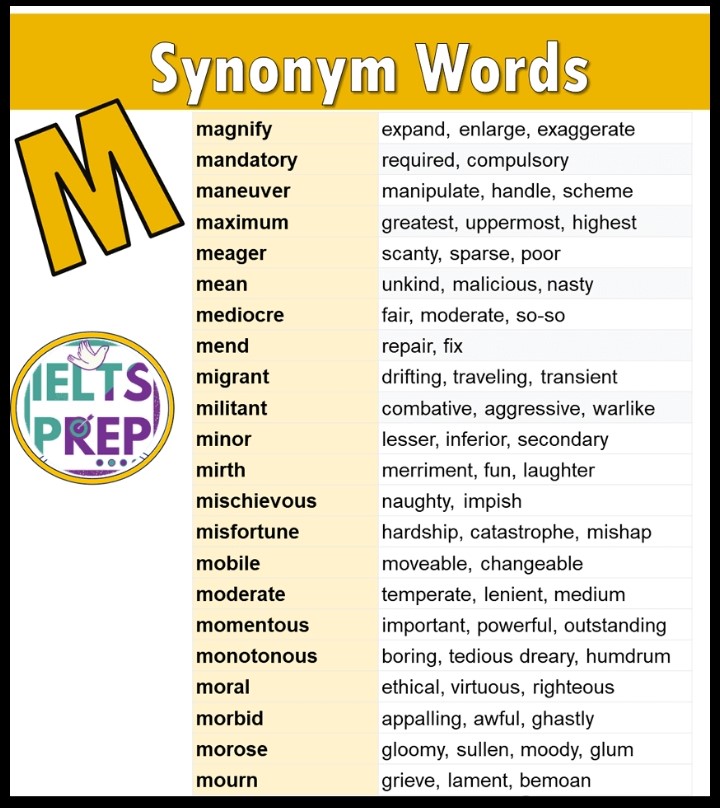 Synonym Words
M
IELTS
PREP
magnify expand, enlarge, exaggerate
mandatory required, compulsory
maneuver manipulate, handle, scheme
maximum greatest, uppermost, highest
meager scanty, sparse, poor
mean unkind, malicious, nasty
mediocre fair, moderate, so-so
mend repair, fix
migrant drifting, traveling, transient
militant combative, aggressive, warlike
minor lesser, inferior, secondary
mirth merriment, fun, laughter
mischievous naughty, impish
misfortune hardship, catastrophe, mishap
mobile moveable, changeable
moderate temperate, lenient, medium
momentous important, powerful, outstanding
monotonous boring, tedious dreary, humdrum
moral ethical, virtuous, righteous
morbid appalling, awful, ghastly
morose gloomy, sullen, moody, glum
mourn grieve, lament, bemoan